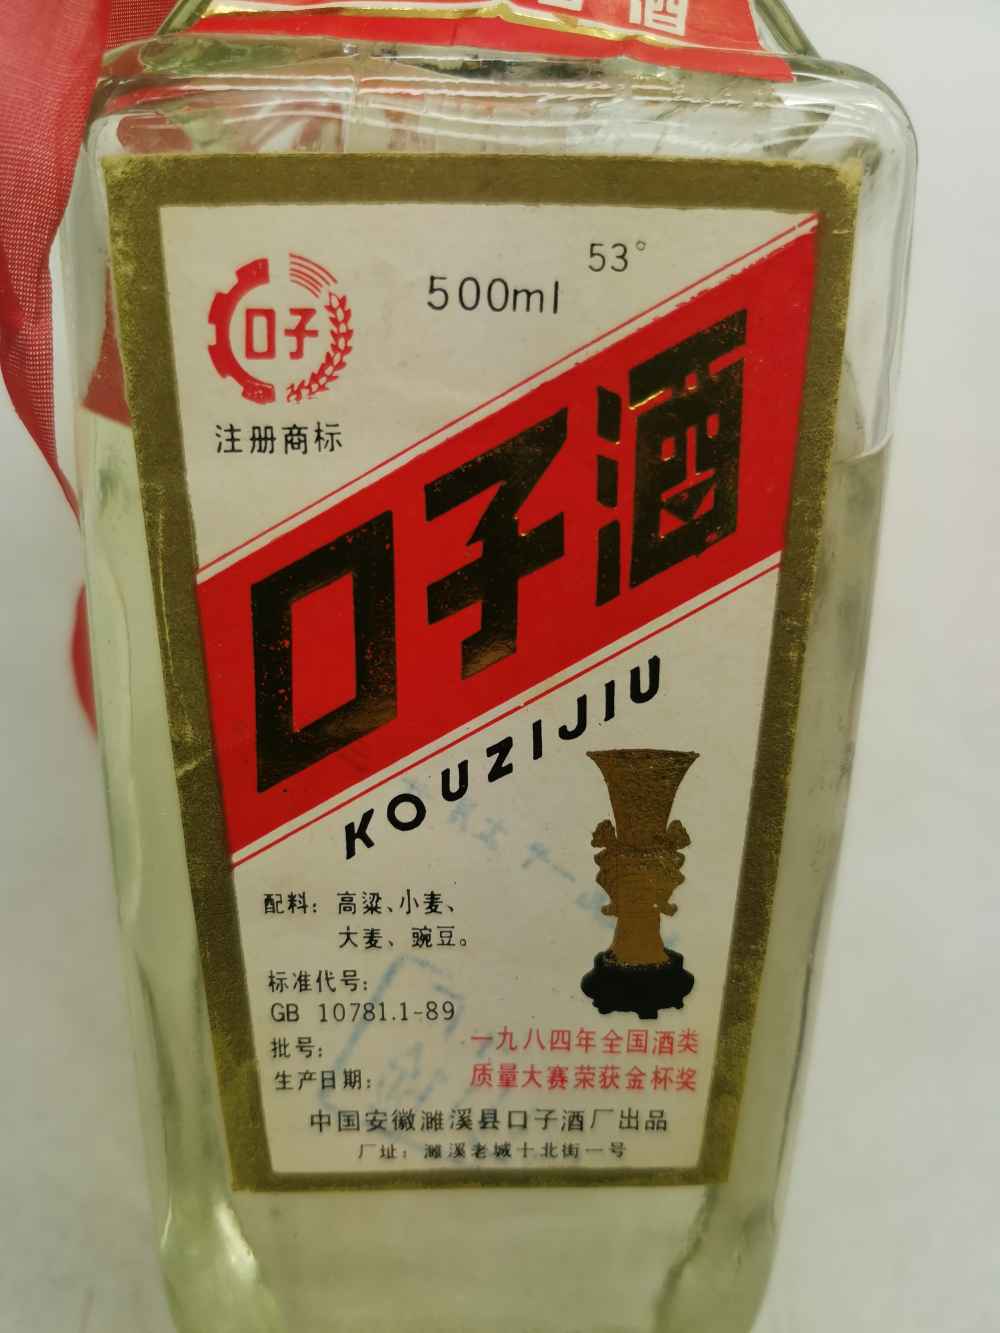 酒
53°
500ml
口子
注册商标
口子酒
KOUZIJIU
配料：高粱、小麦、
大麦、豌豆。
标准代号：
GB 10781.1-89
批号：
生产日期：
一九八四年全国酒类
质量大赛荣获金杯奖
中国安徽濉溪县口子酒厂出品
厂址：濉溪老城十北街一号